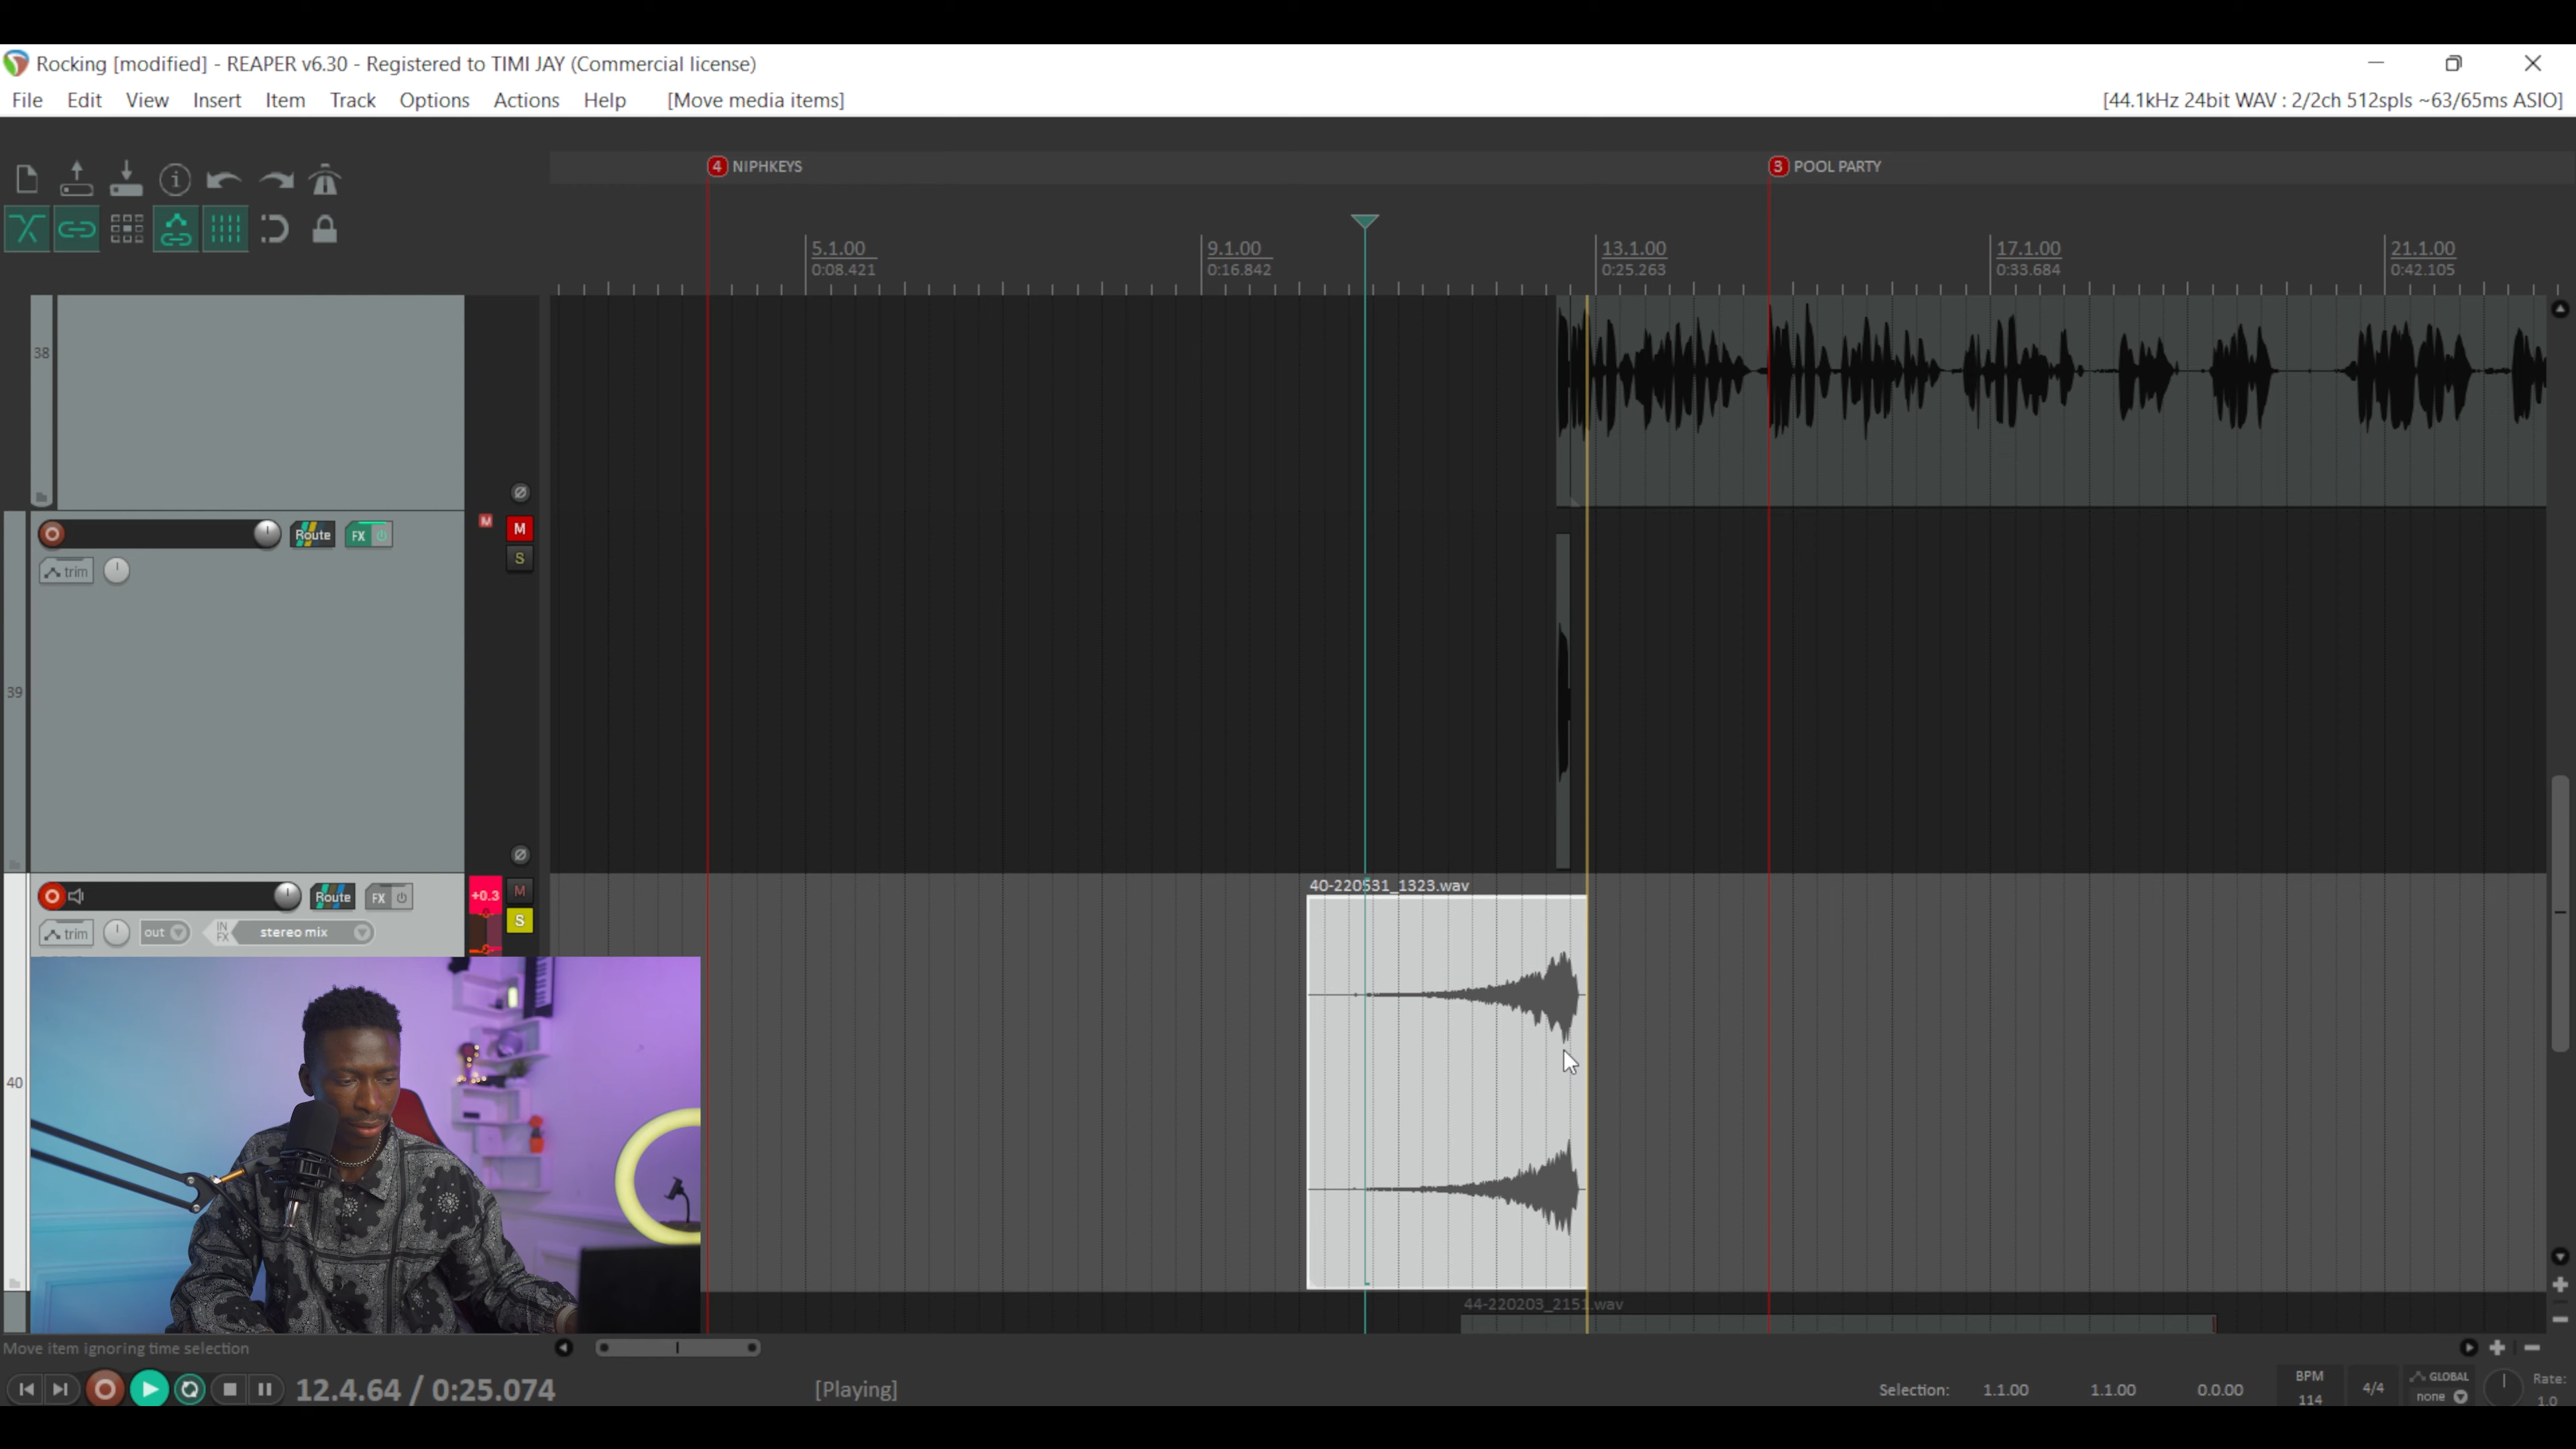 Rocking [modified] - REAPER v6.30 - Registered to TIMI JAY (Commercial license)
File Edit View Insert Item Track Options Actions Help [Move media items] [44.1kHz 24bit WAV : 2/2ch 512spls ~63/65ms ASIO]
4 NIPHKEYS 3 POOL PARTY
5.1.00 9.1.00 13.1.00 17.1.00 21.1.00
0:08.421 0:16.842 0:25.263 0:33.684 0:42.105
38
M
Route FX M
S
trim
39
40-220531_1323.wav
Route FX +0.3 M
S
trim out IN FX stereo mix
40
44-220203_2151.wav
Move item ignoring time selection
12.4.64 / 0:25.074 [Playing] Selection: 1.1.00 1.1.00 0.0.00 BPM 114 4/4 GLOBAL none Rate: 1.0